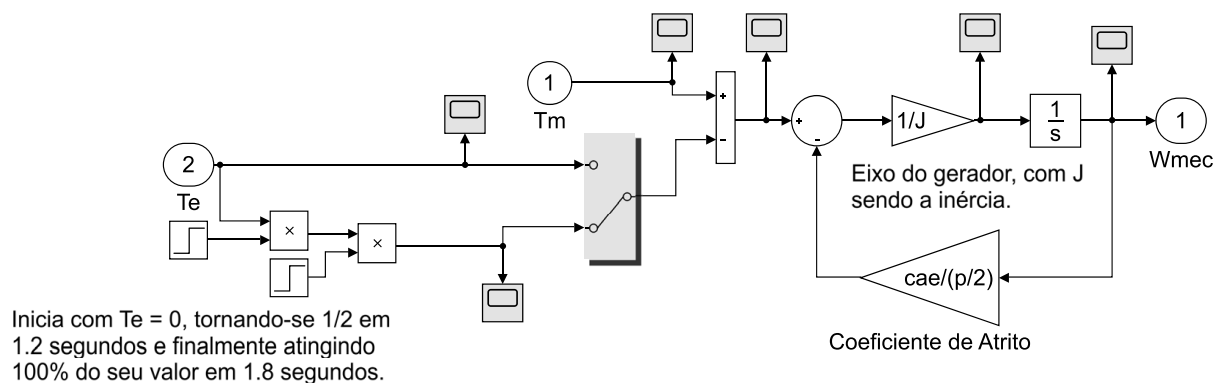 1
Tm
+
-
+
-
1/J
1
s
1
Wmec
Eixo do gerador, com J
sendo a inércia.
2
Te
×
×
cae/(p/2)
Coeficiente de Atrito
Inicia com Te = 0, tornando-se 1/2 em
1.2 segundos e finalmente atingindo
100% do seu valor em 1.8 segundos.